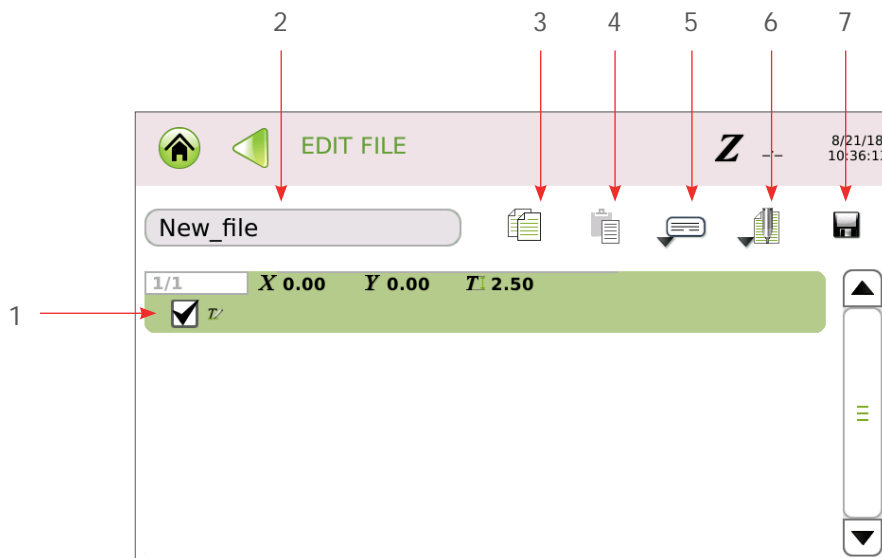 2 3 4 5 6 7
EDIT FILE
Z -/-
8/21/18
10:36:1
New_file
1/1 X 0.00 Y 0.00 T 2.50
1
T